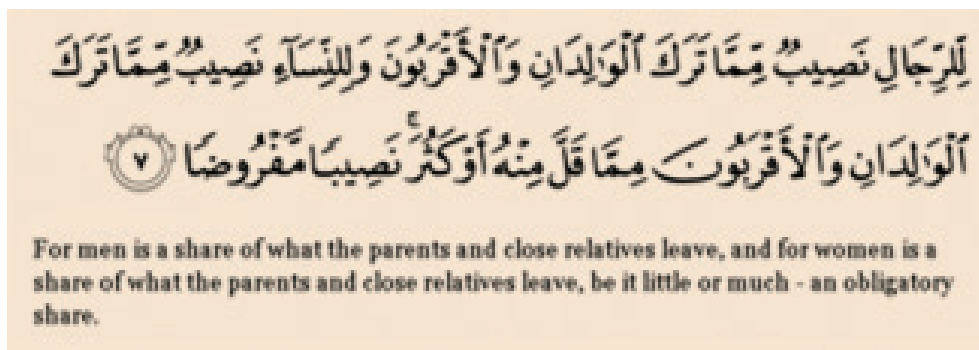 لِّلرِّجَالِ نَصِيبٌ مِّمَّا تَرَكَ ٱلْوَٰلِدَانِ وَٱلْأَقْرَبُونَ وَلِلنِّسَآءِ نَصِيبٌ مِّمَّا تَرَكَ
ٱلْوَٰلِدَانِ وَٱلْأَقْرَبُونَ مِمَّا قَلَّ مِنْهُ أَوْ كَثُرَ ۚ نَصِيبًا مَّفْرُوضًا ٧
For men is a share of what the parents and close relatives leave, and for women is a
share of what the parents and close relatives leave, be it little or much - an obligatory
share.